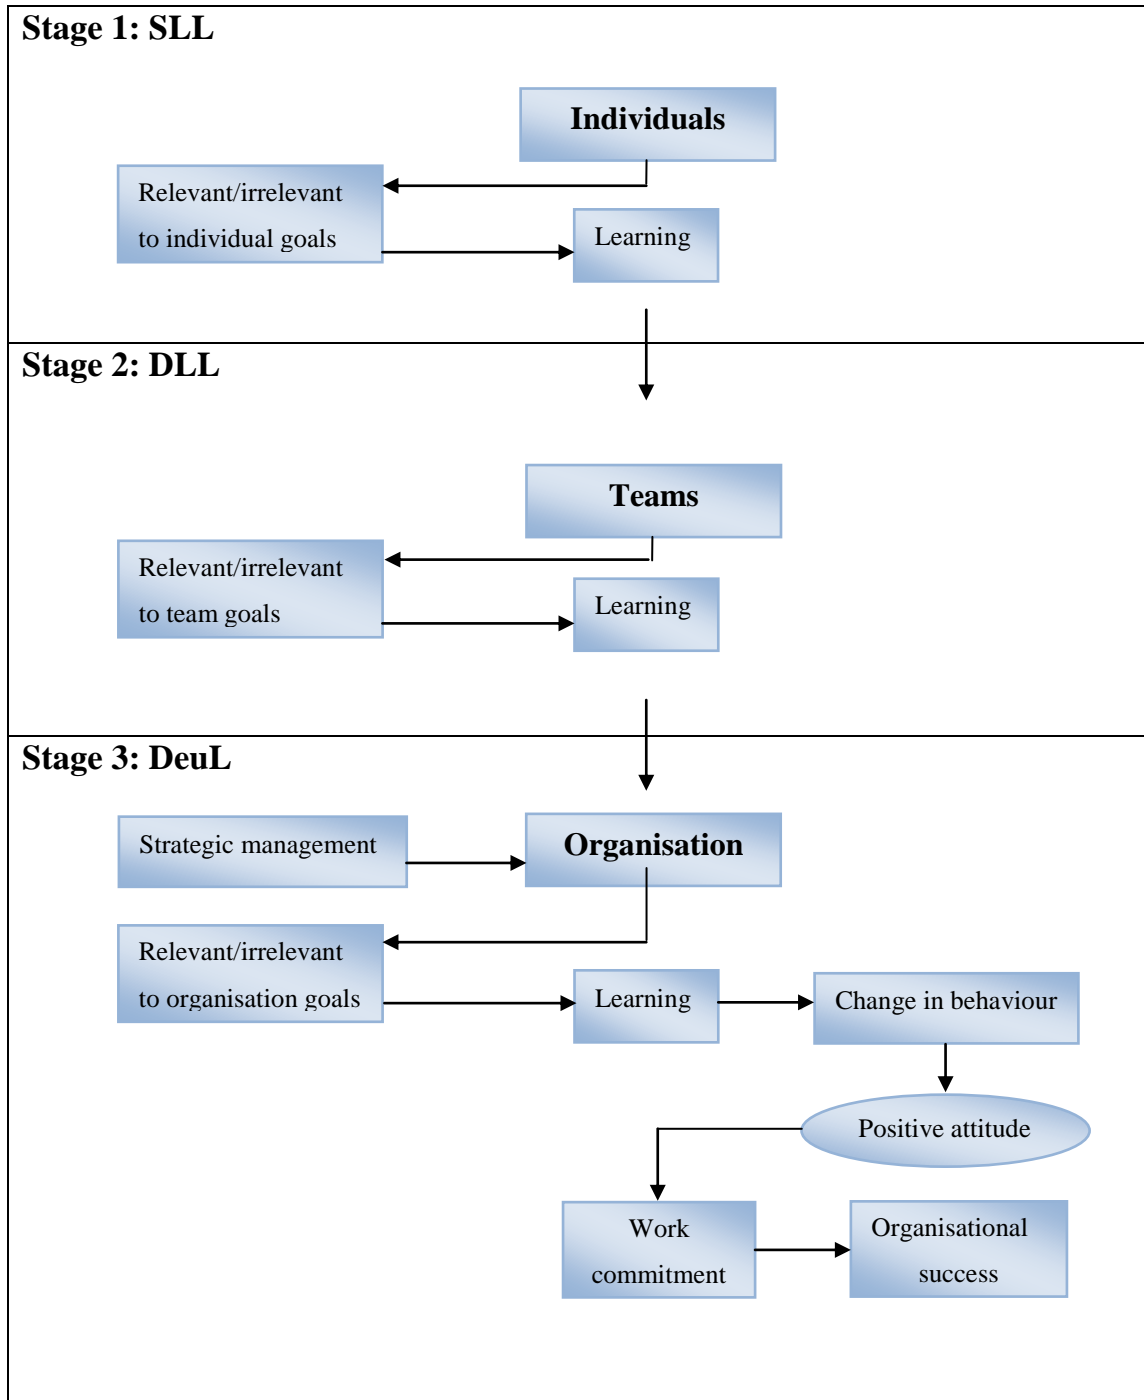 Stage 1: SLL
Individuals
Relevant/irrelevant
to individual goals
Learning
Stage 2: DLL
Teams
Relevant/irrelevant
to team goals
Learning
Stage 3: DeuL
Strategic management
Organisation
Relevant/irrelevant
to organisation goals
Learning
Change in behaviour
Positive attitude
Work
commitment
Organisational
success